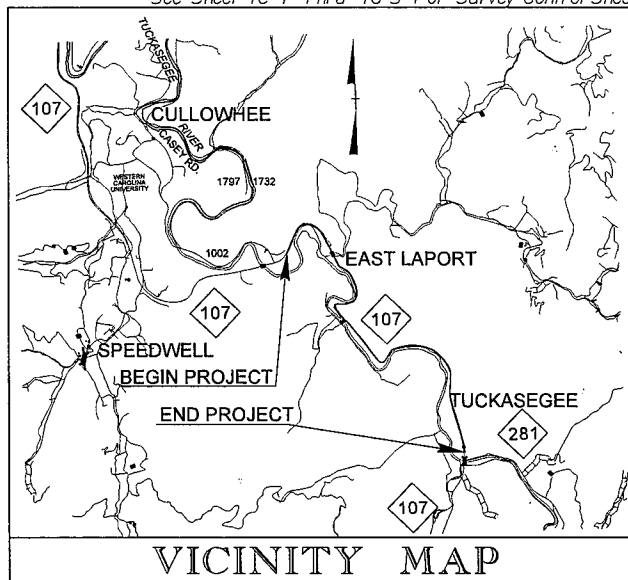 See Sheet 1C-1 Thru 1C-3 For Survey Control Shee
TUCKASEGEE
RIVER
107
CULLOWHEE
CASEY RD.
WESTERN
CAROLINA
UNIVERSITY
1797
1732
1002
EAST LAPORT
107
107
SPEEDWELL
BEGIN PROJECT
TUCKASEGEE
END PROJECT
281
107
VICINITY MAP